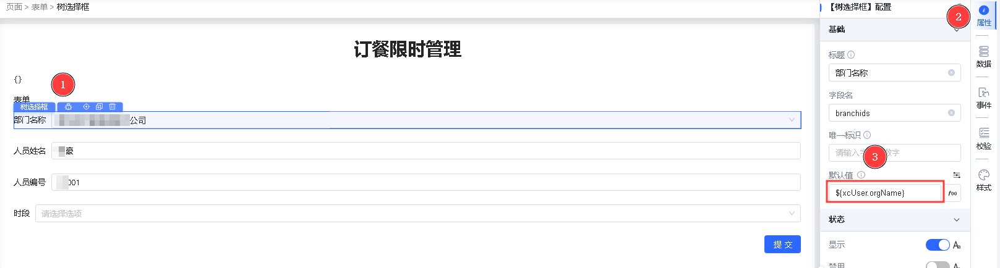 页面 > 表单 > 树选择框
订餐限时管理
{}
1
表单
树选择框
部门名称
公司
人员姓名
豪
人员编号
001
时段
请选择选项
提 交
【树选择框】配置
2
基础
标题
部门名称
字段名
branchids
唯一标识
请输入
数字
3
默认值
${xcUser.orgName}
f(x)
状态
显示
禁用
属性
数据
事件
校验
样式